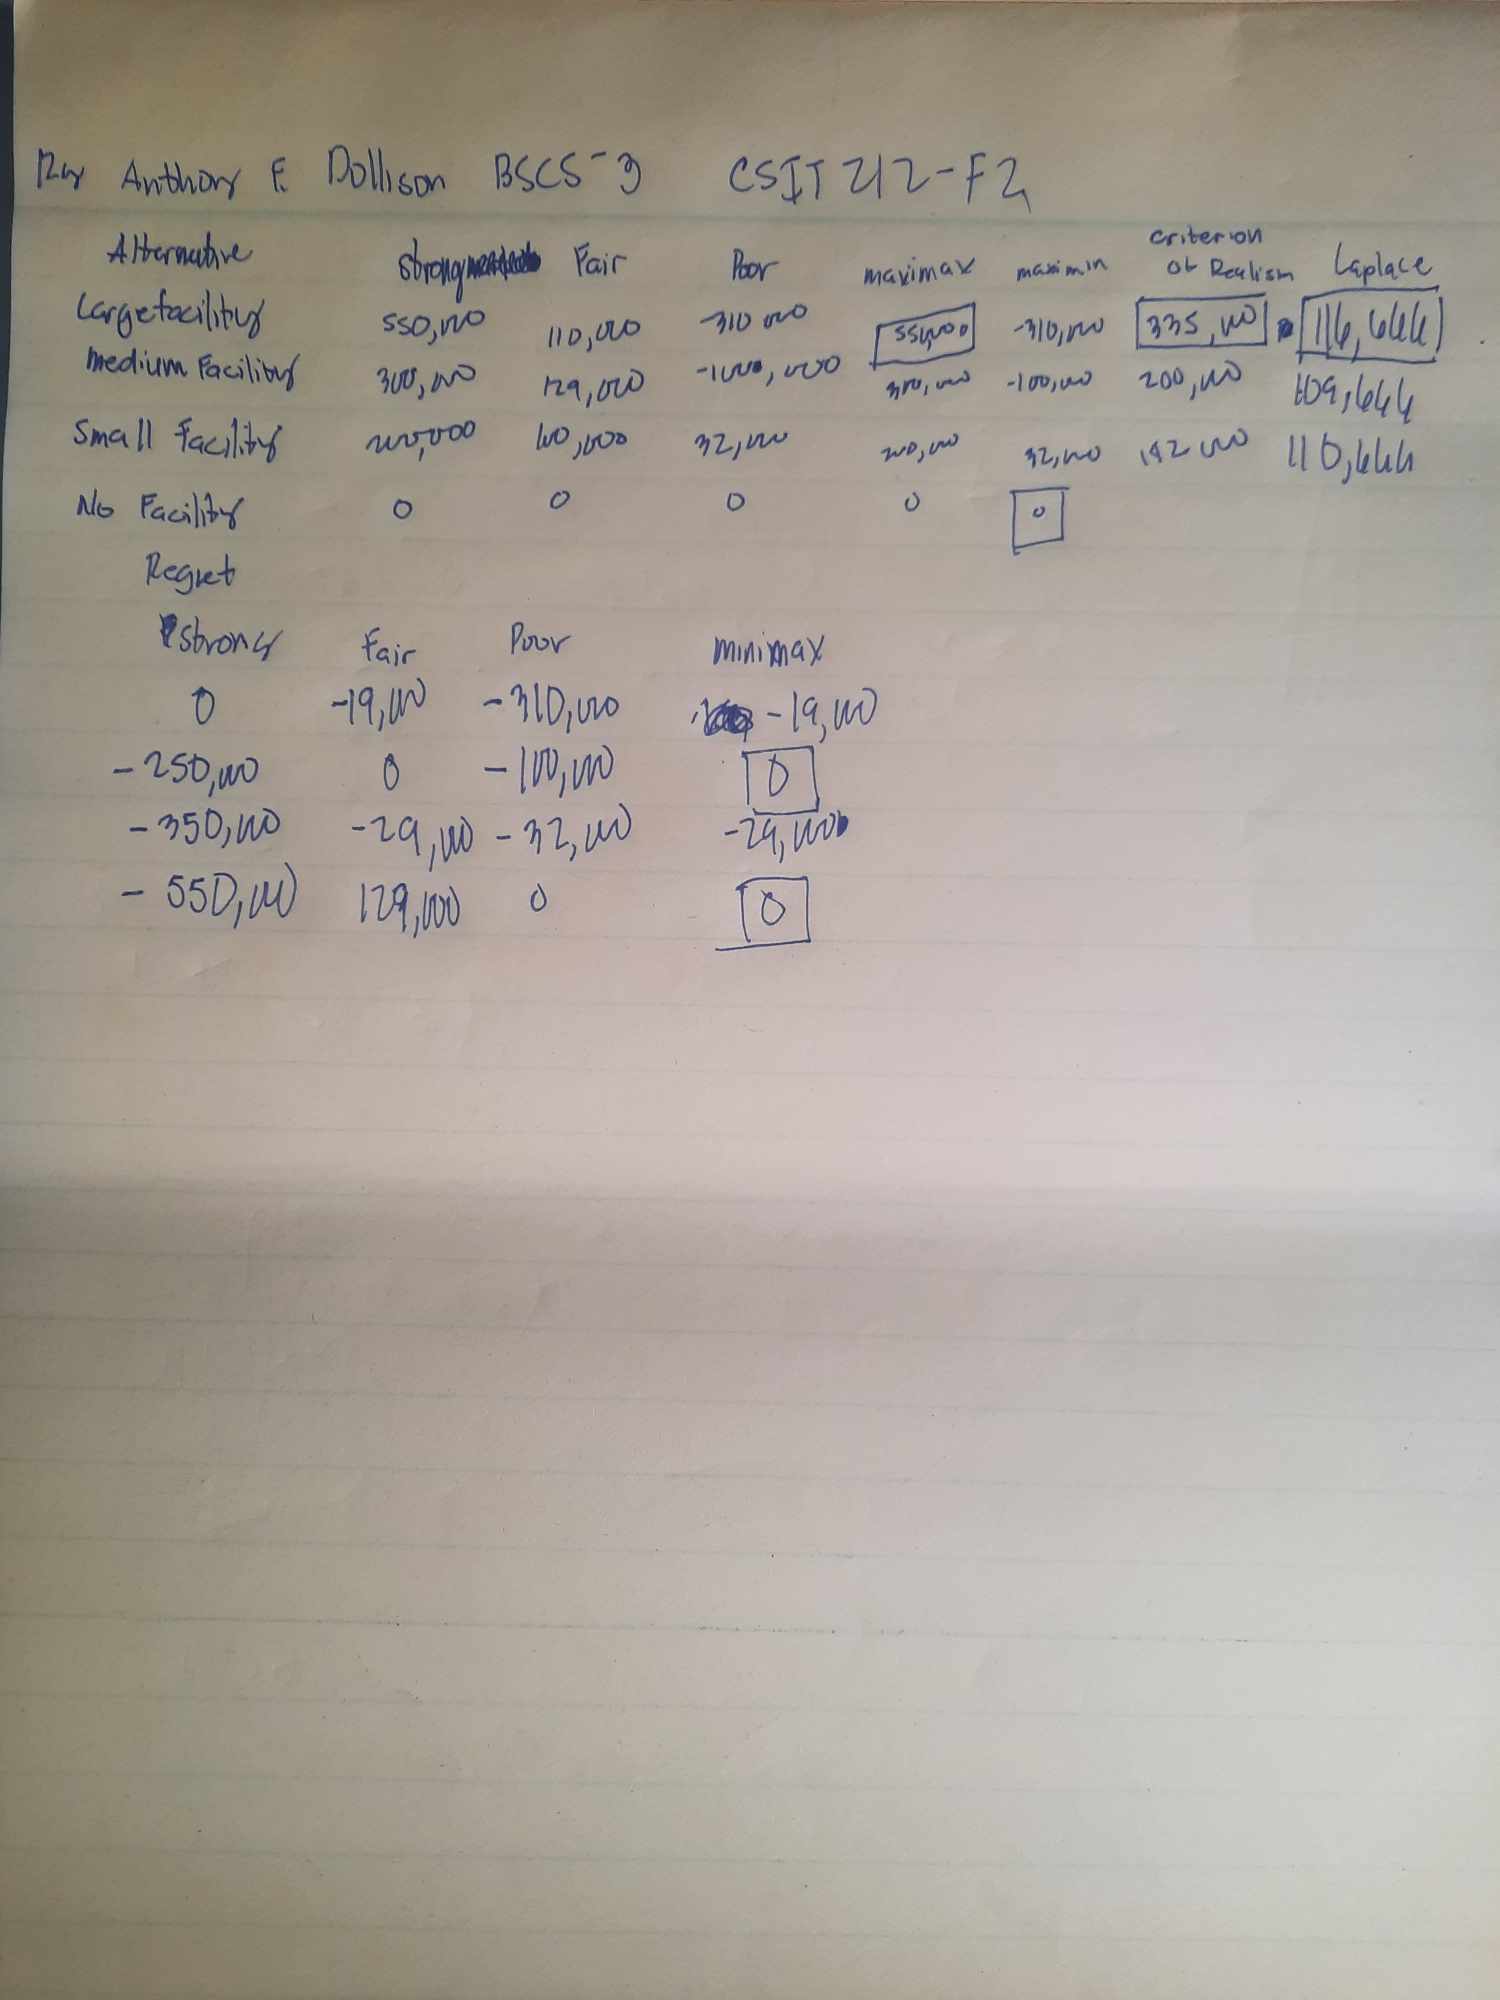 Anthony F. Dollison BSCS-3 CSIT 212-F2
Alternative Strong Fair Poor maximax maximin criterion of Realism Laplace
Large facility 550,000 110,000 -310 000 550,000 -310,000 335,000 116,666
Medium Facility 300,000 129,000 -100,000 300,000 -100,000 200,000 109,666
Small Facility 200,000 100,000 32,000 200,000 32,000 142 000 110,666
No Facility 0 0 0 0 0
Regret
Strong Fair Poor minimax
0 -19,000 -310,000 -19,000
-250,000 0 -100,000 0
-350,000 -29,000 -32,000 -29,000
-550,000 129,000 0 0